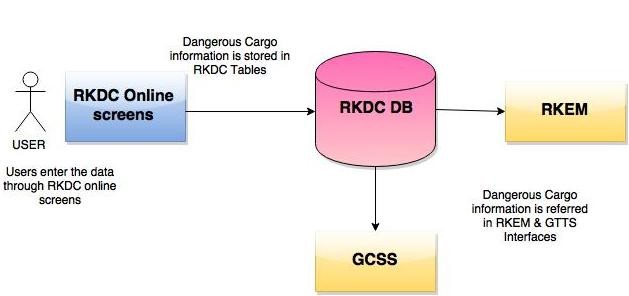 Dangerous Cargo
information is stored in
RKDC Tables
RKDC Online
screens
RKDC DB
RKEM
USER
Users enter the data
through RKDC online
screens
Dangerous Cargo
information is referred
in RKEM & GTTS
Interfaces
GCSS